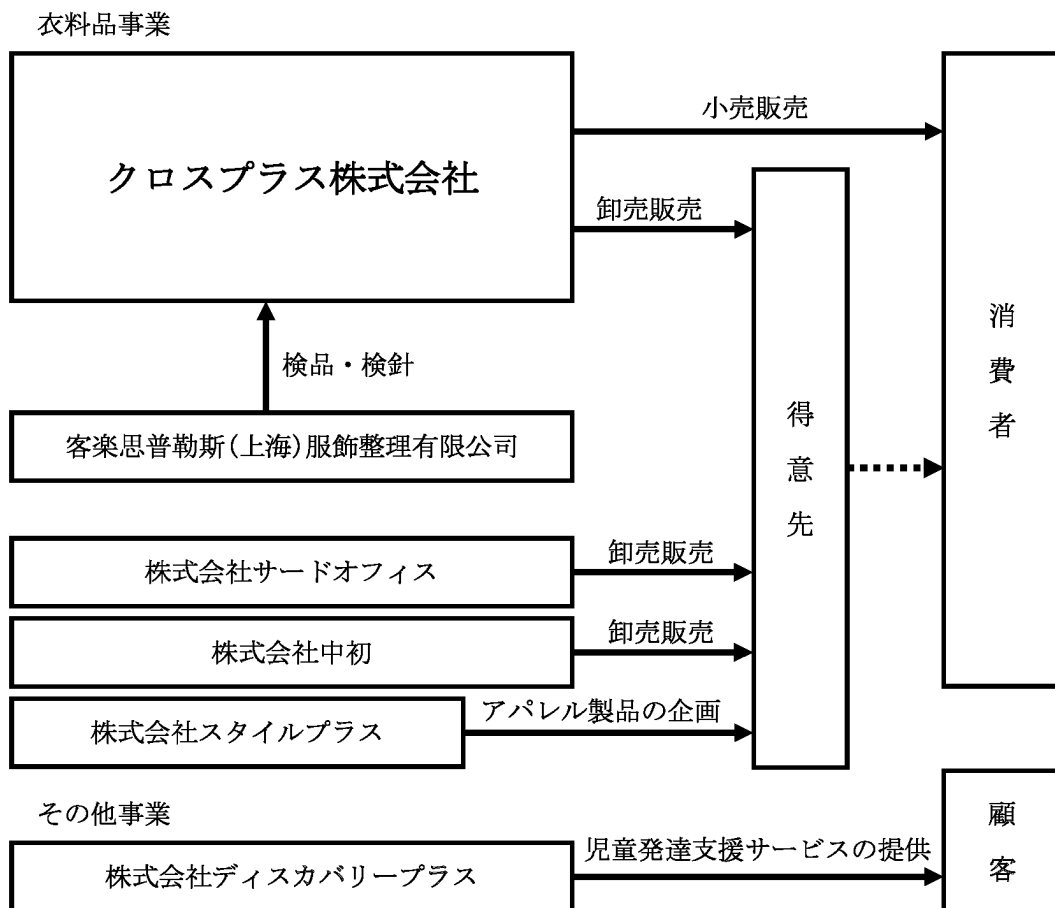 衣料品事業
クロスプラス株式会社
小売販売
卸売販売
検品・検針
客楽思普勒斯(上海)服飾整理有限公司
株式会社サードオフィス
卸売販売
株式会社中初
卸売販売
株式会社スタイルプラス
アパレル製品の企画
得意先
消費者
その他事業
株式会社ディスカバリープラス
児童発達支援サービスの提供
顧客